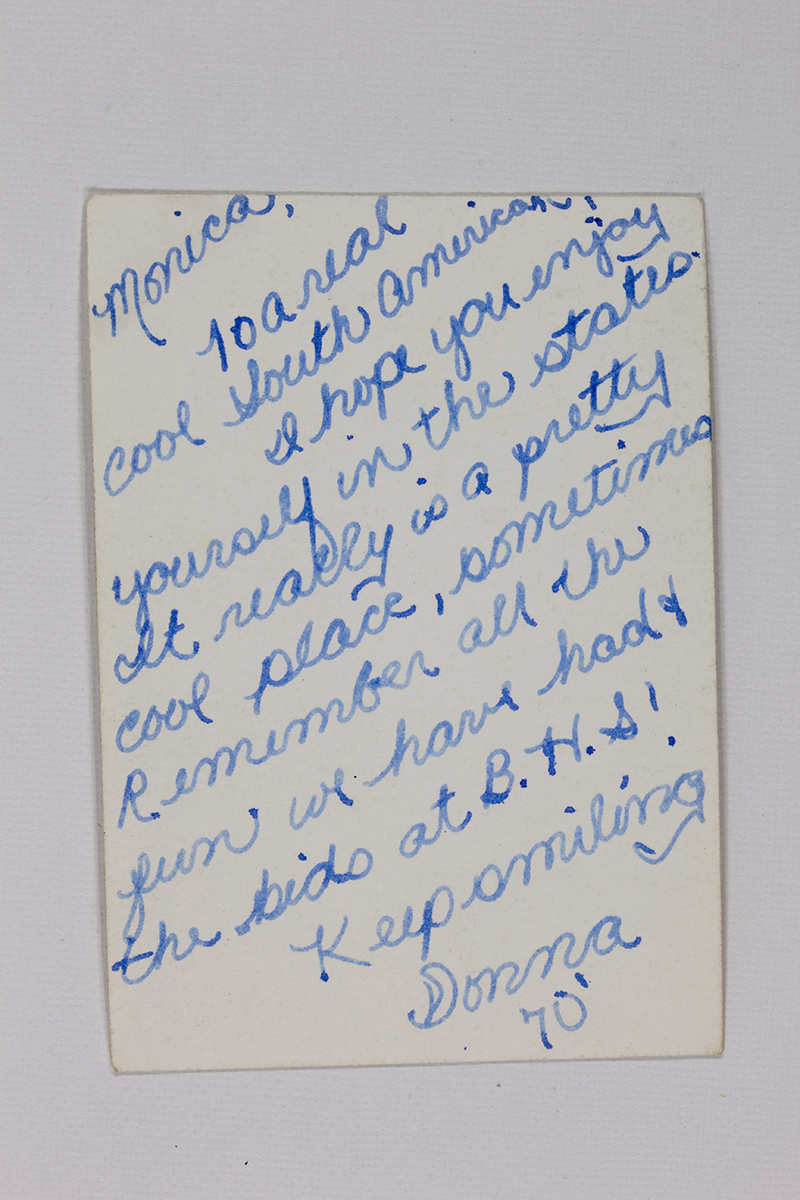 Monica,
To a real
cool South American!
I hope you enjoy
yourself in the states.
It really is a pretty
cool place, sometimes
Remember all the
fun we have had &
the kids at B.H.S!
Keep smiling
Donna
70'